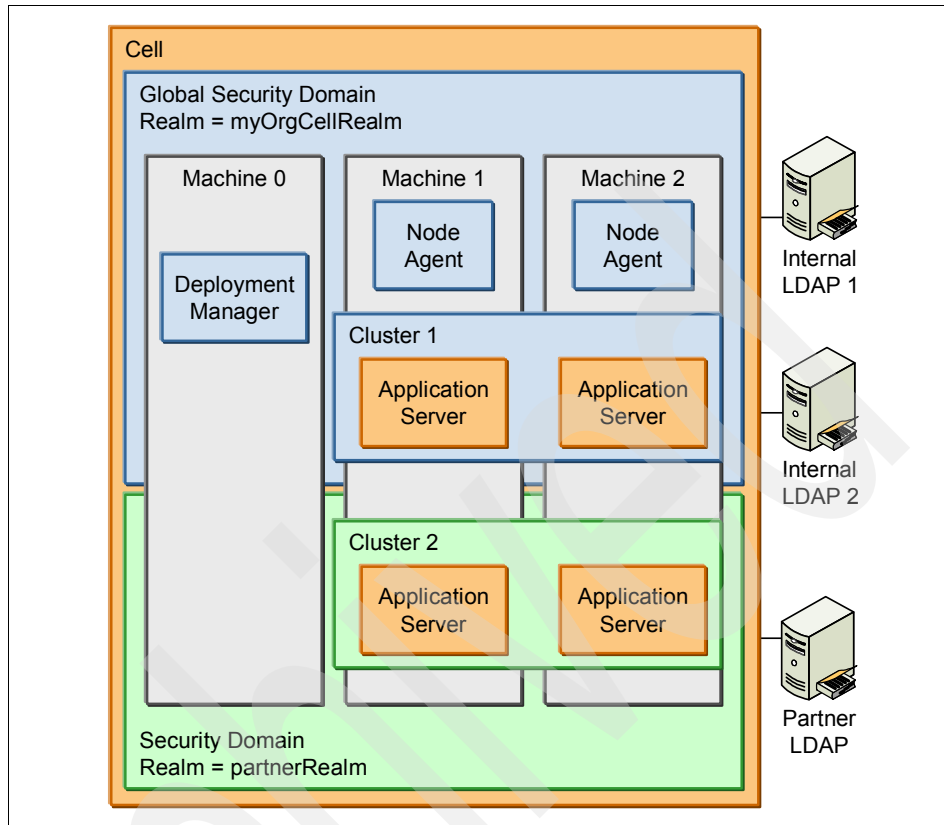 Cell
Global Security Domain
Realm = myOrgCellRealm
Machine 0
Machine 1
Machine 2
Node
Agent
Node
Agent
Deployment
Manager
Internal
LDAP 1
Cluster 1
Application
Server
Application
Server
Internal
LDAP 2
Cluster 2
Application
Server
Application
Server
Partner
LDAP
Security Domain
Realm = partnerRealm